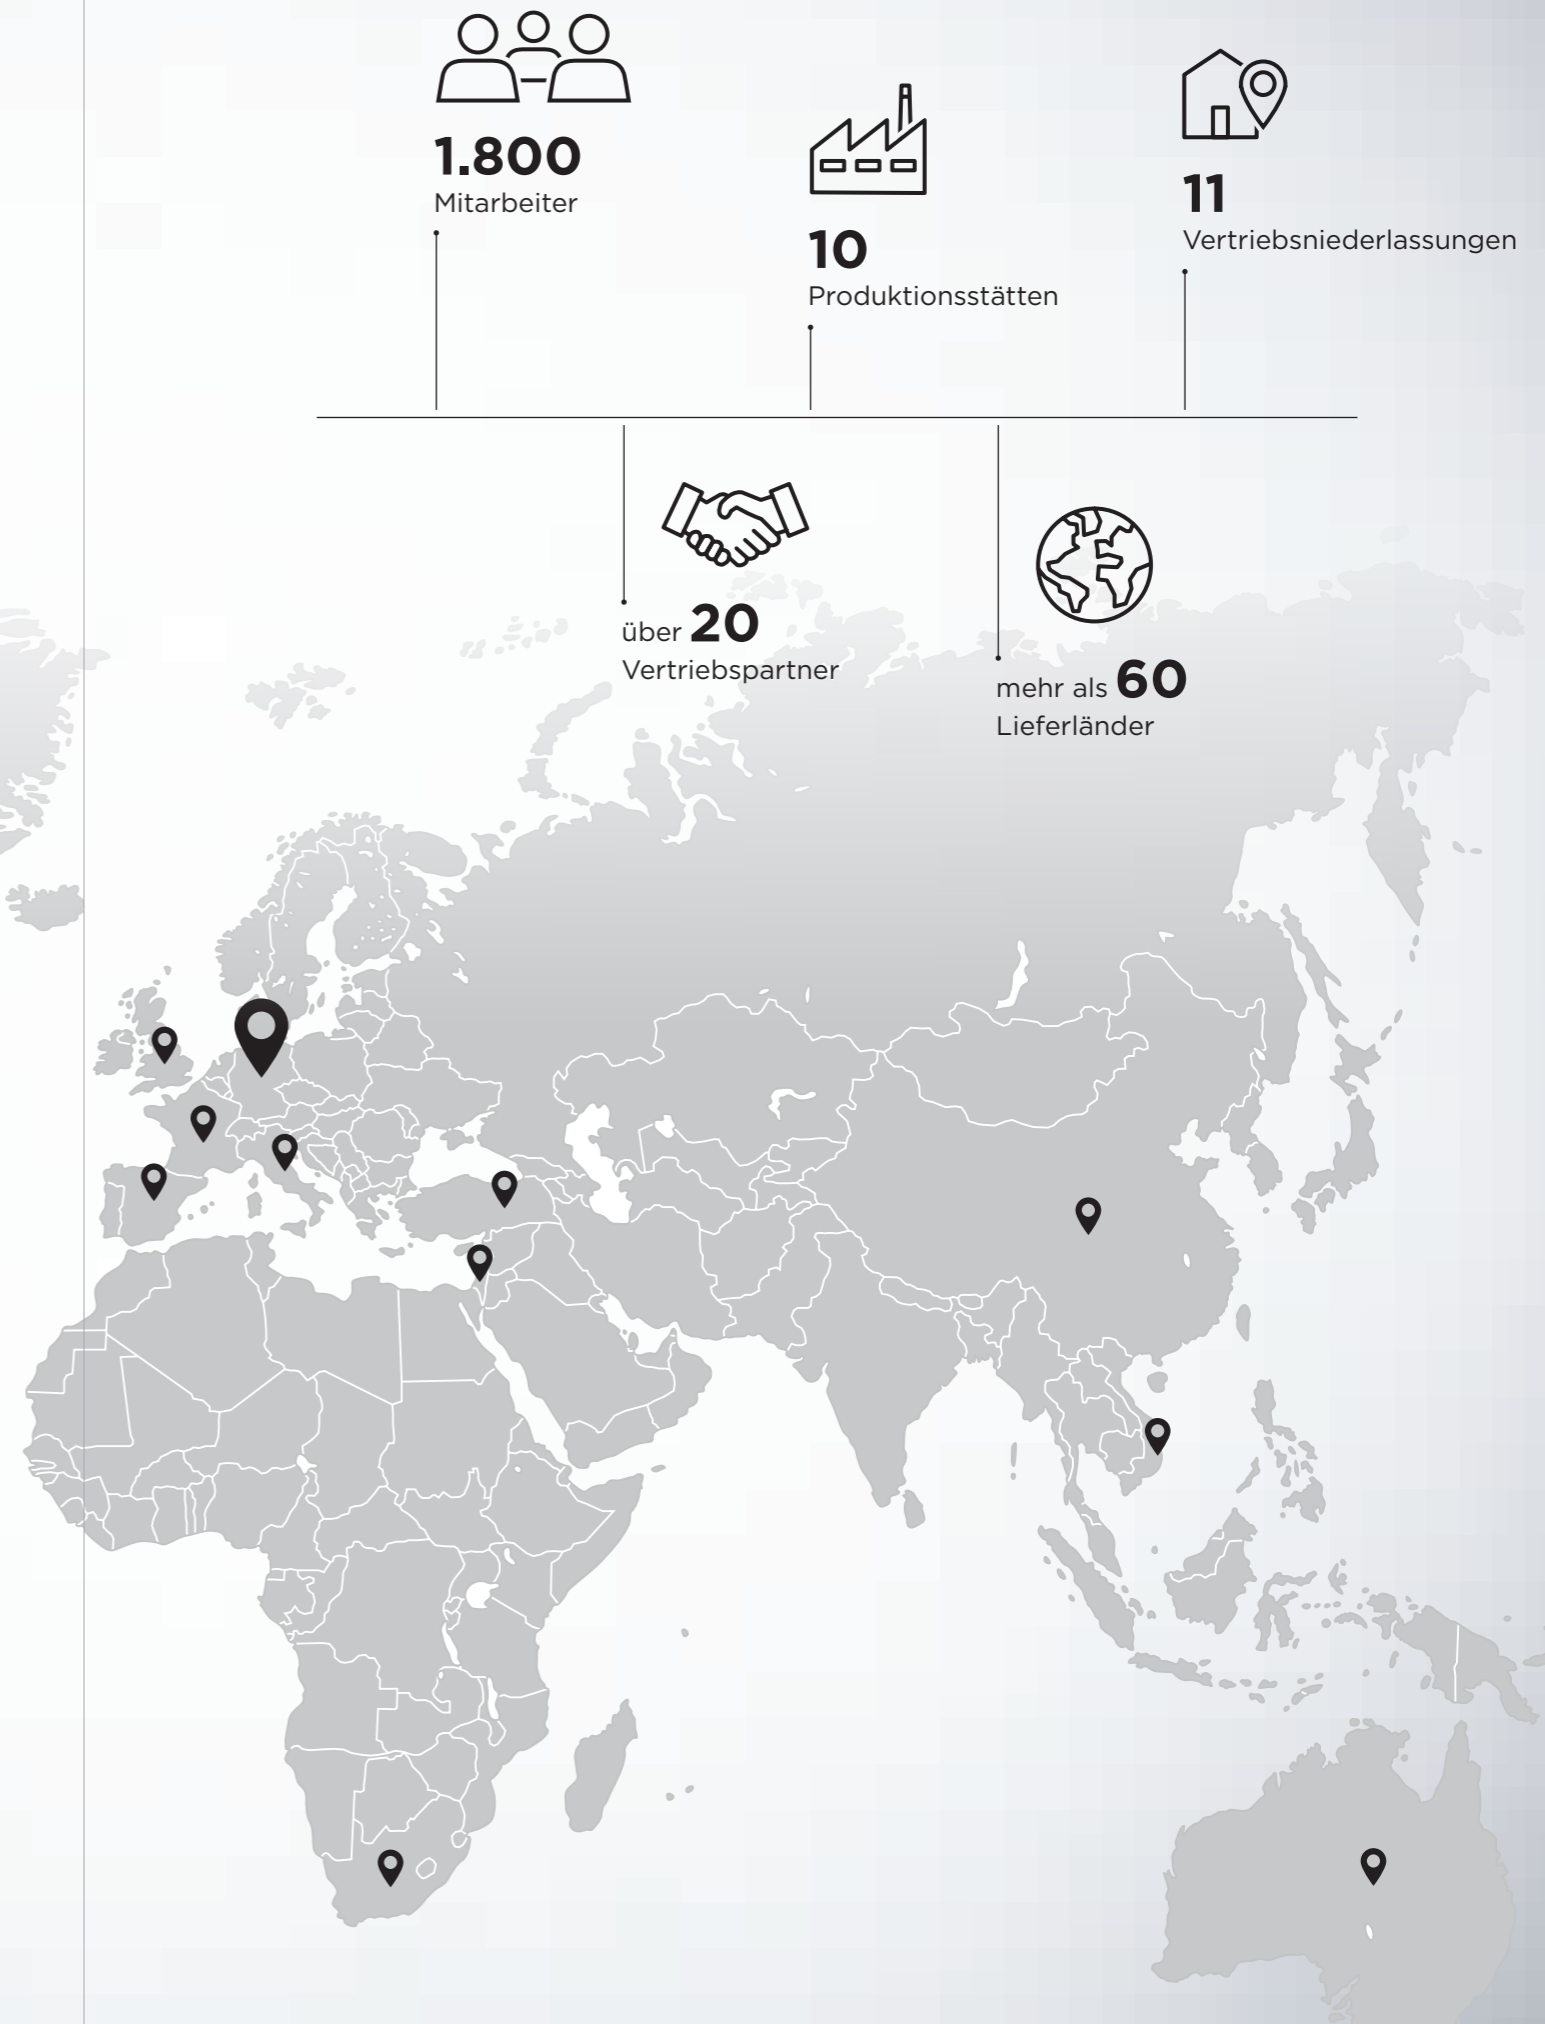 1.800
Mitarbeiter
10
Produktionsstätten
11
Vertriebsniederlassungen
über 20
Vertriebspartner
mehr als 60
Lieferländer